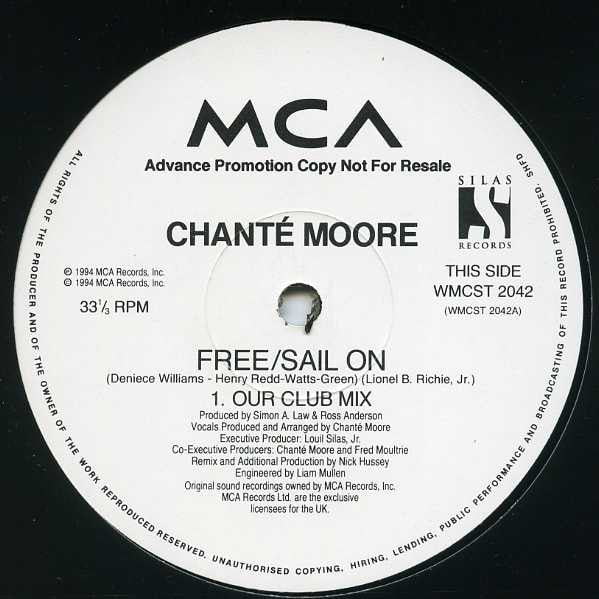 MCA
Advance Promotion Copy Not For Resale
SILAS
S
RECORDS
CHANTÉ MOORE
℗ 1994 MCA Records, Inc.
© 1994 MCA Records, Inc.
33⅓ RPM
THIS SIDE
WMCST 2042
(WMCST 2042A)
FREE/SAIL ON
(Deniece Williams - Henry Redd-Watts-Green) (Lionel B. Richie, Jr.)
1. OUR CLUB MIX
Produced by Simon A. Law & Ross Anderson
Vocals Produced and Arranged by Chanté Moore
Executive Producer: Louil Silas, Jr.
Co-Executive Producers: Chanté Moore and Fred Moultrie
Remix and Additional Production by Nick Hussey
Engineered by Liam Mullen
Original sound recordings owned by MCA Records, Inc.
MCA Records Ltd. are the exclusive
licensees for the UK.
ALL RIGHTS OF THE PRODUCER AND OF THE OWNER OF THE WORK REPRODUCED RESERVED. UNAUTHORISED COPYING, HIRING, LENDING, PUBLIC PERFORMANCE AND BROADCASTING OF THIS RECORD PROHIBITED. SHFD